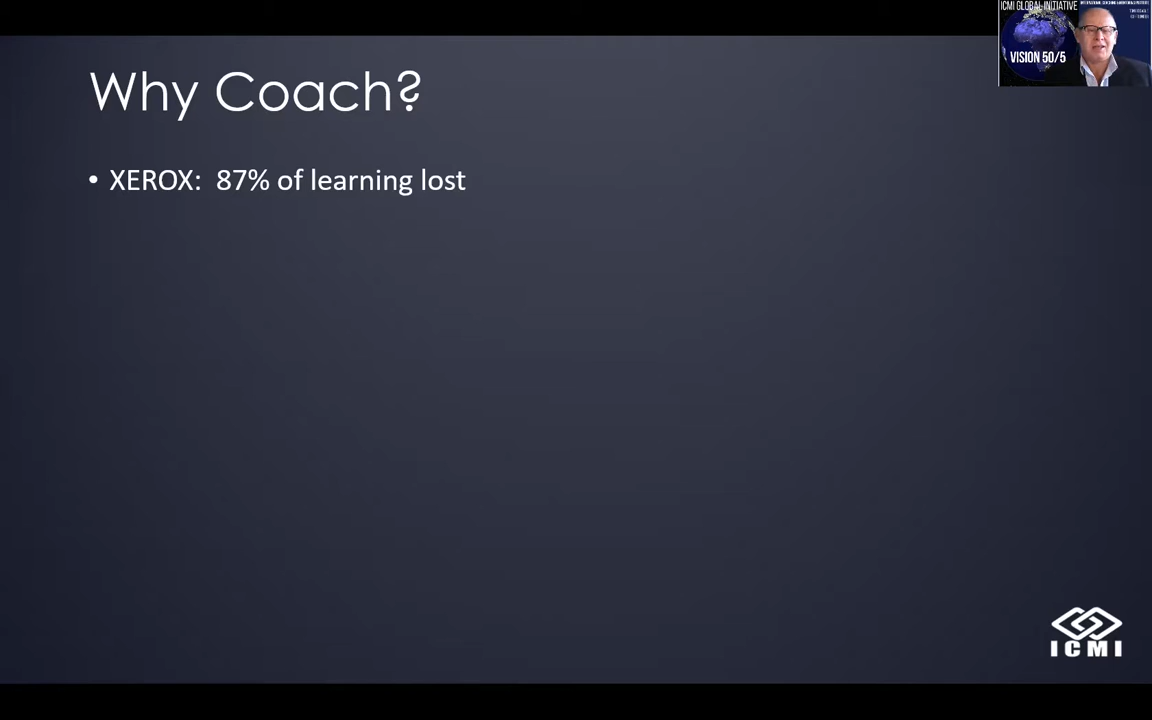 ICMI GLOBAL INITIATIVE
VISION 50/5
Why Coach?
• XEROX:  87% of learning lost
ICMI